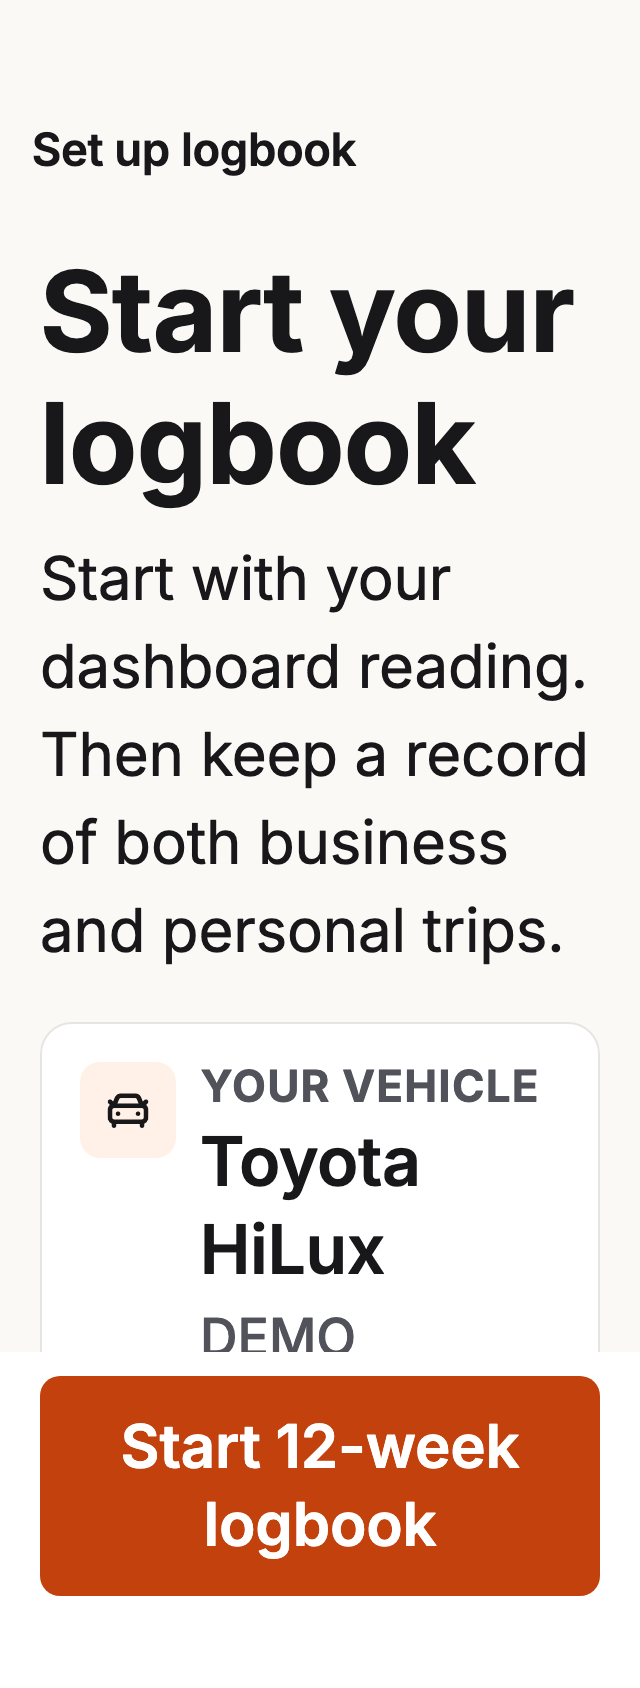 Set up logbook
Start your
logbook
Start with your
dashboard reading.
Then keep a record
of both business
and personal trips.
YOUR VEHICLE
Toyota
HiLux
DEMO
Start 12-week
logbook